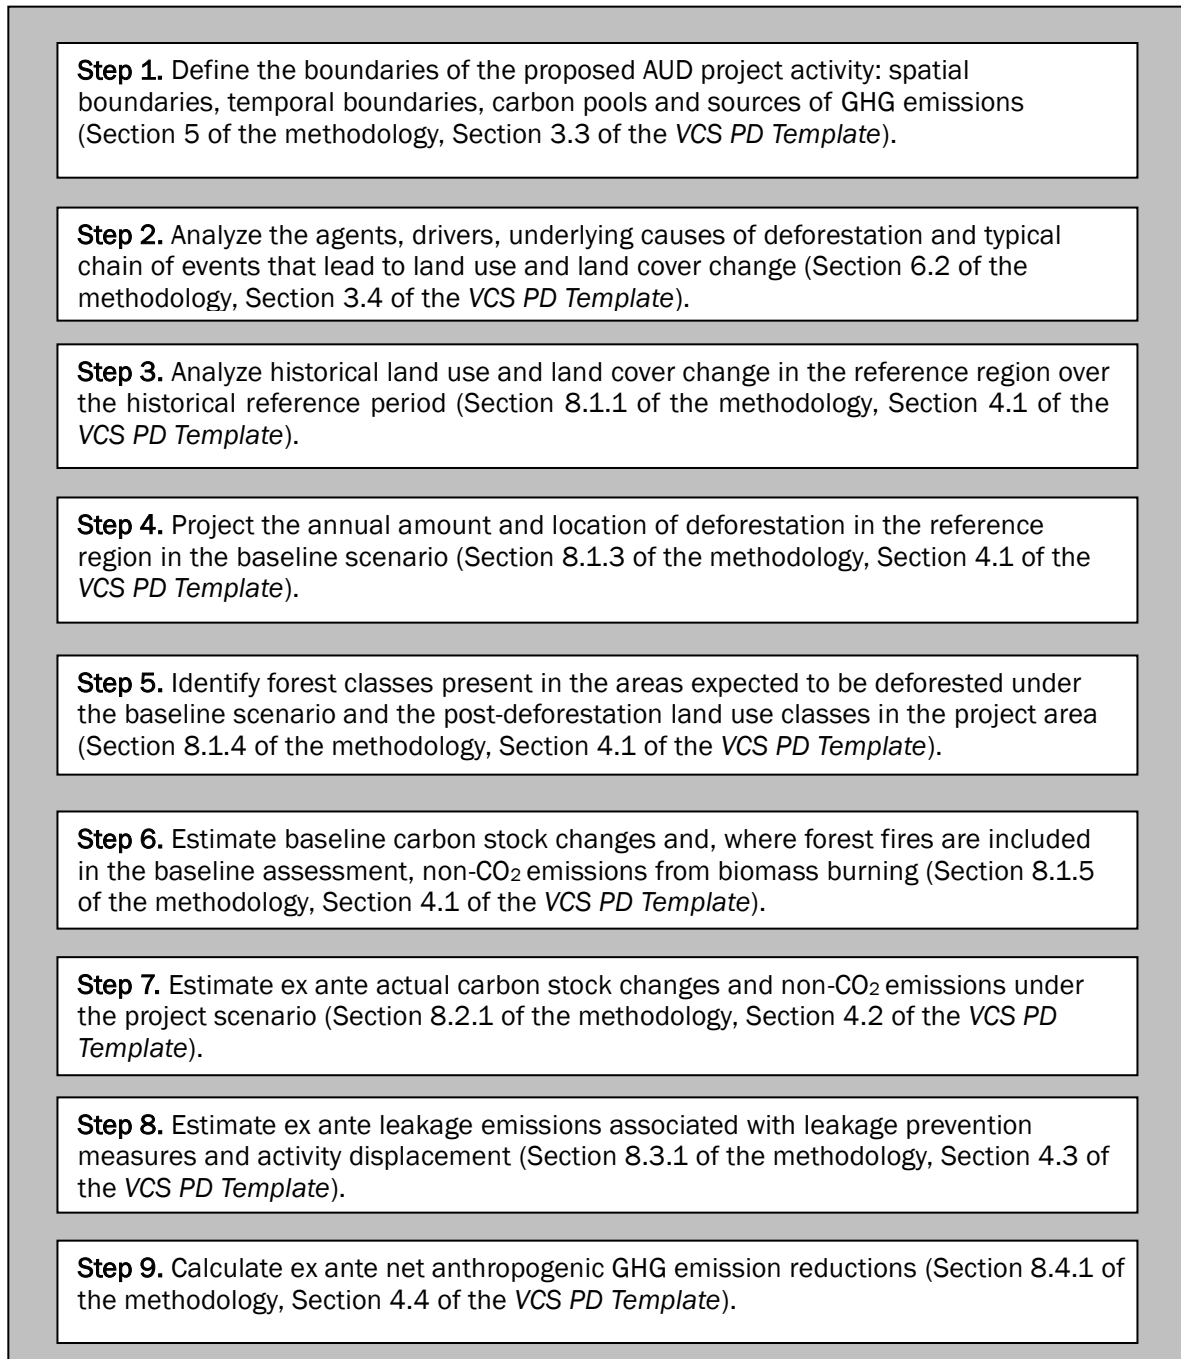 Step 1. Define the boundaries of the proposed AUD project activity: spatial
boundaries, temporal boundaries, carbon pools and sources of GHG emissions
(Section 5 of the methodology, Section 3.3 of the VCS PD Template).
Step 2. Analyze the agents, drivers, underlying causes of deforestation and typical
chain of events that lead to land use and land cover change (Section 6.2 of the
methodology, Section 3.4 of the VCS PD Template).
Step 3. Analyze historical land use and land cover change in the reference region over
the historical reference period (Section 8.1.1 of the methodology, Section 4.1 of the
VCS PD Template).
Step 4. Project the annual amount and location of deforestation in the reference
region in the baseline scenario (Section 8.1.3 of the methodology, Section 4.1 of the
VCS PD Template).
Step 5. Identify forest classes present in the areas expected to be deforested under
the baseline scenario and the post-deforestation land use classes in the project area
(Section 8.1.4 of the methodology, Section 4.1 of the VCS PD Template).
Step 6. Estimate baseline carbon stock changes and, where forest fires are included
in the baseline assessment, non-CO₂ emissions from biomass burning (Section 8.1.5
of the methodology, Section 4.1 of the VCS PD Template).
Step 7. Estimate ex ante actual carbon stock changes and non-CO₂ emissions under
the project scenario (Section 8.2.1 of the methodology, Section 4.2 of the VCS PD
Template).
Step 8. Estimate ex ante leakage emissions associated with leakage prevention
measures and activity displacement (Section 8.3.1 of the methodology, Section 4.3 of
the VCS PD Template).
Step 9. Calculate ex ante net anthropogenic GHG emission reductions (Section 8.4.1 of
the methodology, Section 4.4 of the VCS PD Template).